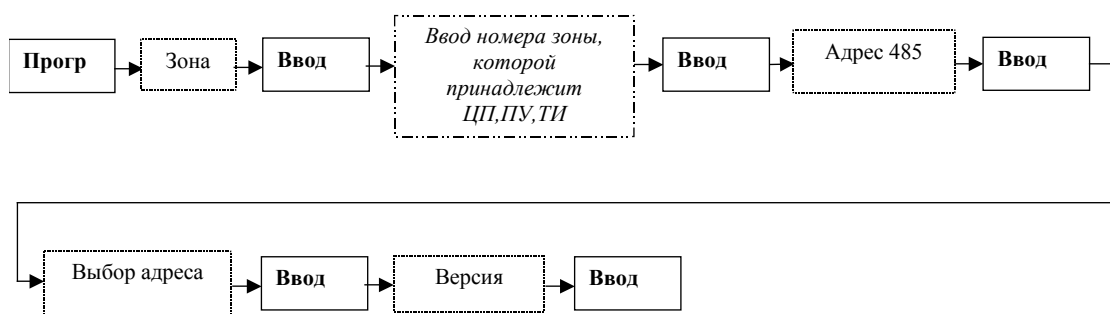 Прогр
Зона
Ввод
Ввод номера зоны,
которой
принадлежит
ЦП,ПУ,ТИ
Ввод
Адрес 485
Ввод
Выбор адреса
Ввод
Версия
Ввод